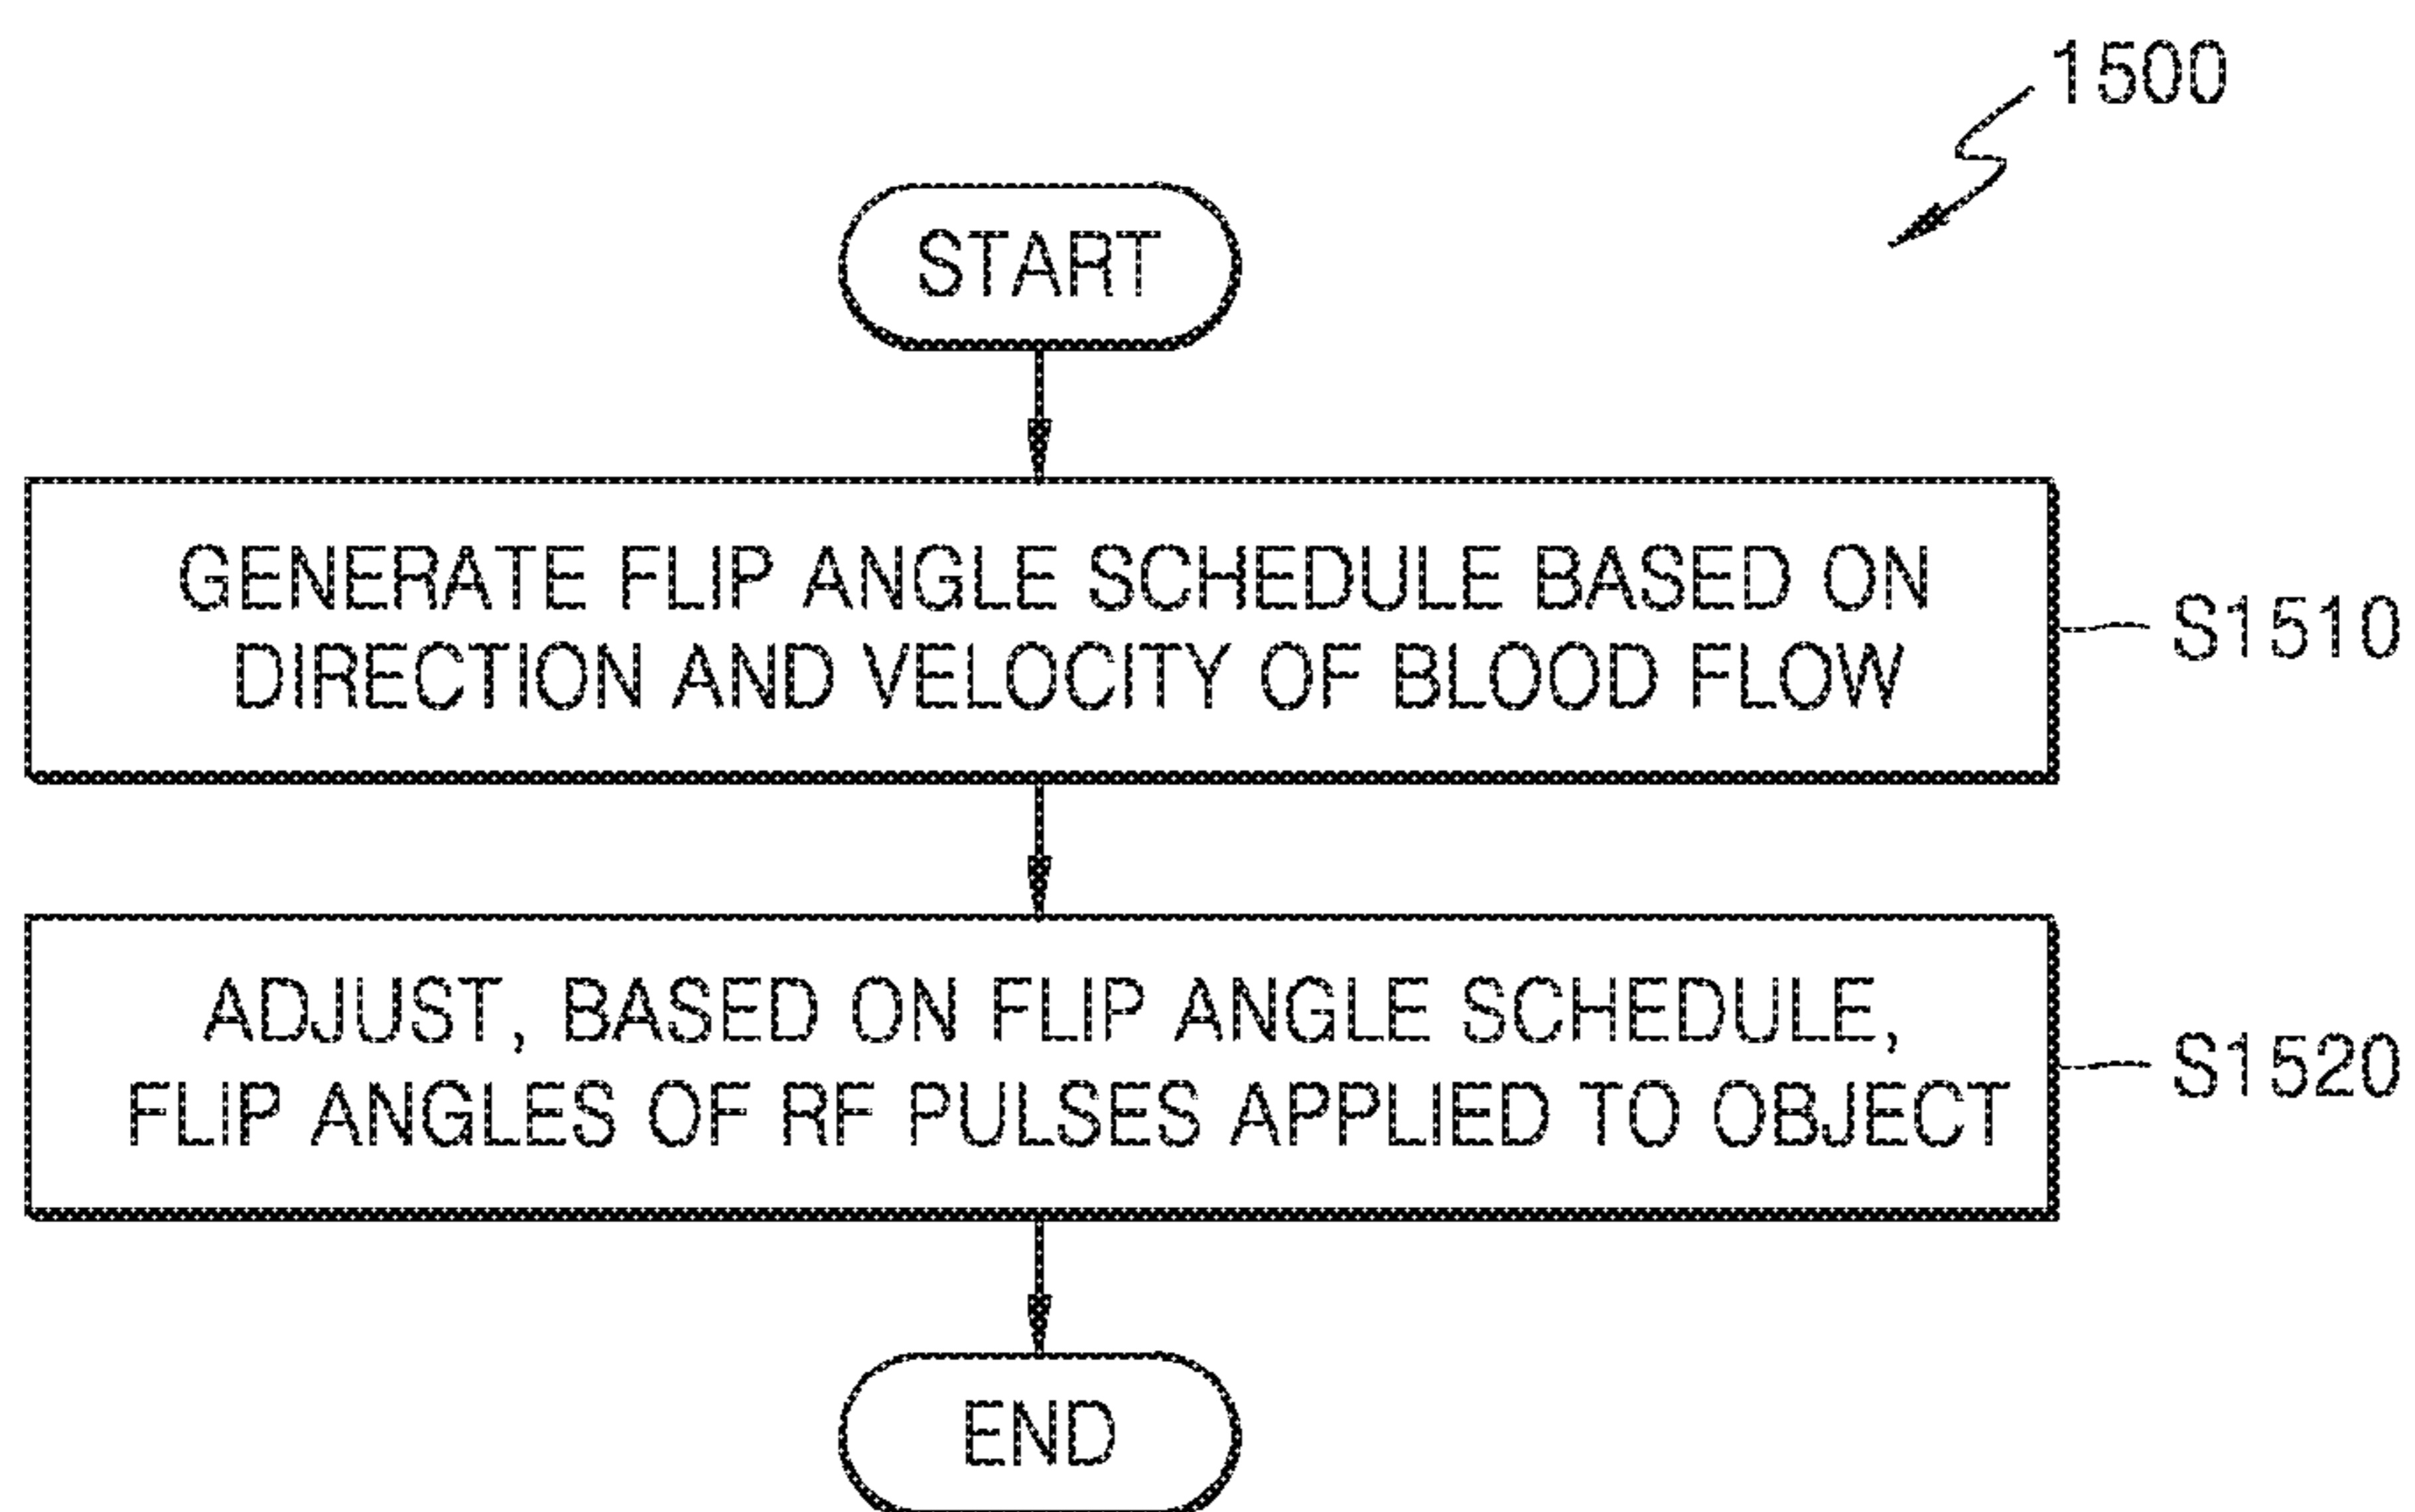 1500
START
GENERATE FLIP ANGLE SCHEDULE BASED ON
DIRECTION AND VELOCITY OF BLOOD FLOW
S1510
ADJUST, BASED ON FLIP ANGLE SCHEDULE,
FLIP ANGLES OF RF PULSES APPLIED TO OBJECT
S1520
END